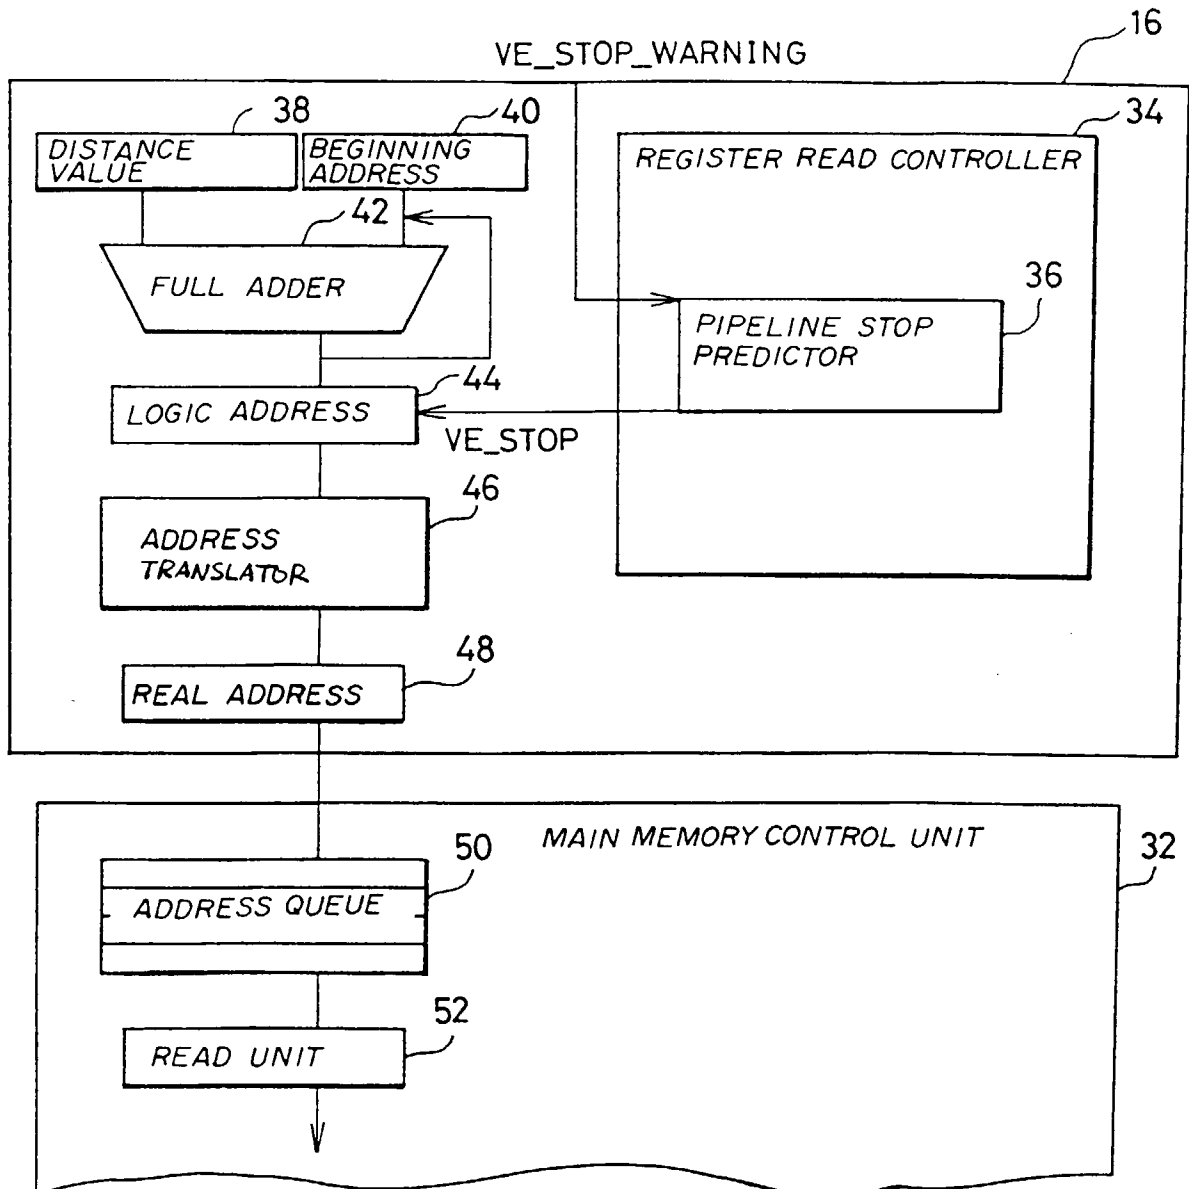 16
VE_STOP_WARNING
38
40
34
DISTANCE
VALUE
BEGINNING
ADDRESS
REGISTER READ CONTROLLER
42
FULL ADDER
36
PIPELINE STOP
PREDICTOR
44
LOGIC ADDRESS
VE_STOP
46
ADDRESS
TRANSLATOR
48
REAL ADDRESS
MAIN MEMORY CONTROL UNIT
50
32
ADDRESS QUEUE
52
READ UNIT